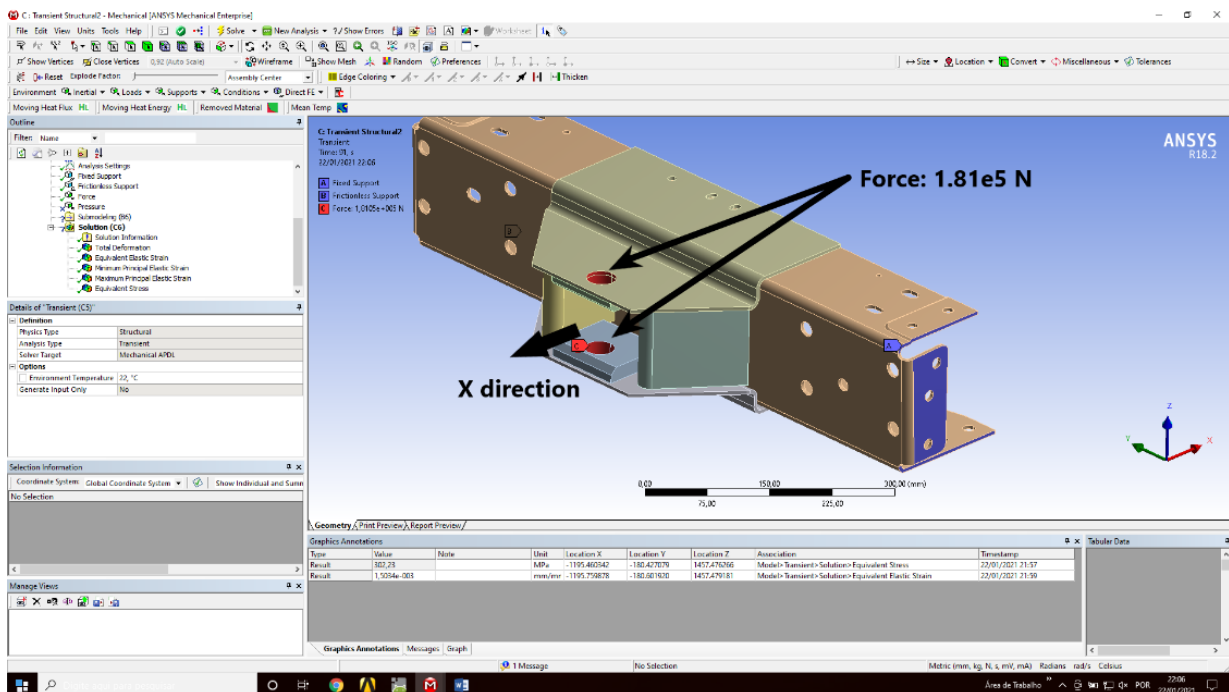 C : Transient Structural2 - Mechanical [ANSYS Mechanical Enterprise]
File Edit View Units Tools Help Solve New Analysis ?/ Show Errors Worksheet
Show Vertices Close Vertices 0,92 (Auto Scale) Wireframe Show Mesh Random Preferences Size Location Convert Miscellaneous Tolerances
Reset Explode Factor: Assembly Center Edge Coloring Thicken
Environment Inertial Loads Supports Conditions Direct FE
Moving Heat Flux Moving Heat Energy Removed Material Mean Temp
Outline
Filter: Name
Analysis Settings
Fixed Support
Frictionless Support
Force
Pressure
Submodeling (B6)
Solution (C6)
Solution Information
Total Deformation
Equivalent Elastic Strain
Minimum Principal Elastic Strain
Maximum Principal Elastic Strain
Equivalent Stress
Details of "Transient (C5)"
Definition
Physics Type Structural
Analysis Type Transient
Solver Target Mechanical APDL
Options
Environment Temperature 22, °C
Generate Input Only No
Selection Information
Coordinate System: Global Coordinate System Show Individual and Summ
No Selection
Manage Views
C: Transient Structural2
Transient
Time: 91, s
22/01/2021 22:06
A Fixed Support
B Frictionless Support
C Force: 1,0105e+005 N
ANSYS
R18.2
Force: 1.81e5 N
B
C
A
X direction
Z
Y
X
0,00 150,00 300,00 (mm)
75,00 225,00
Geometry Print Preview Report Preview
Graphics Annotations
Type Value Note Unit Location X Location Y Location Z Association Timestamp
Result 302,23 MPa -1195.460342 -180.427079 1457.476266 Model>Transient>Solution>Equivalent Stress 22/01/2021 21:57
Result 1,5034e-003 mm/mr -1195.759878 -180.601920 1457.479181 Model>Transient>Solution>Equivalent Elastic Strain 22/01/2021 21:59
Tabular Data
Graphics Annotations Messages Graph
1 Message No Selection Metric (mm, kg, N, s, mV, mA) Radians rad/s Celsius
Área de Trabalho POR 22:06
22/01/2021